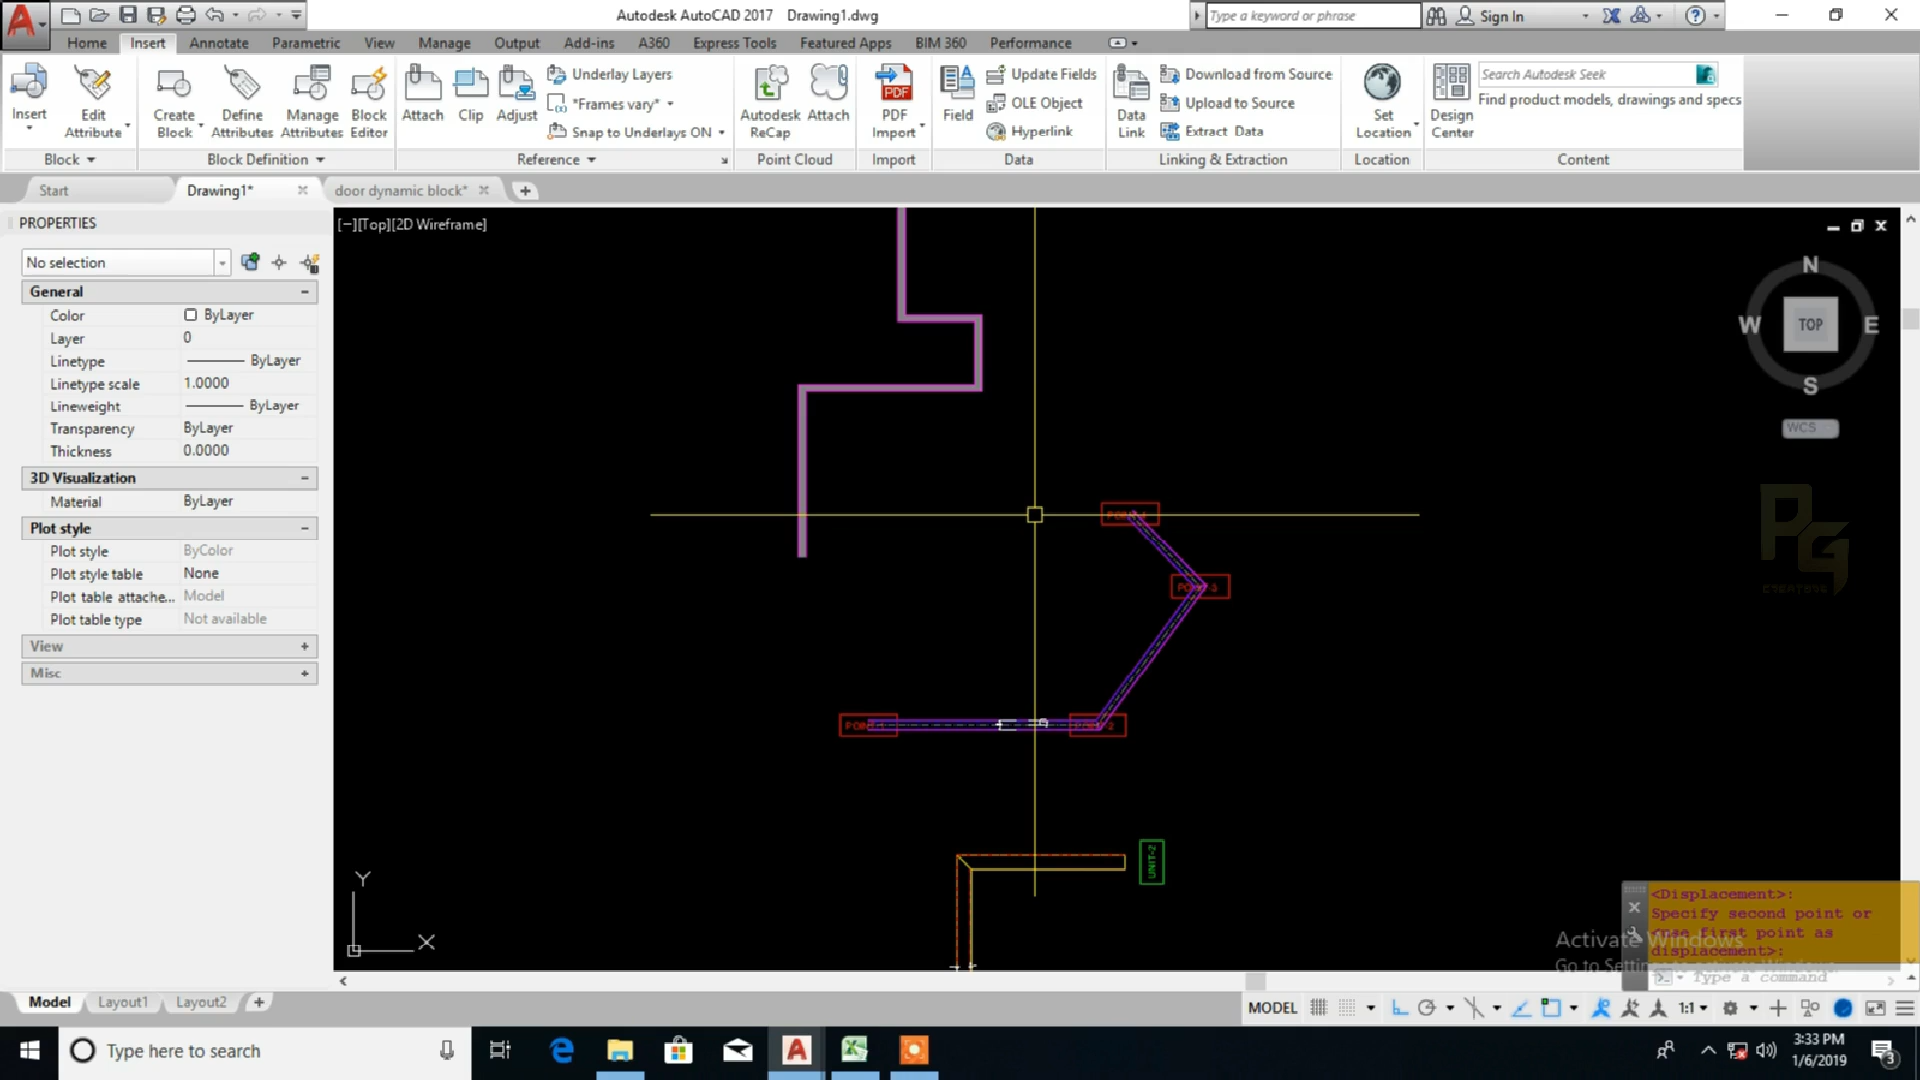 Autodesk AutoCAD 2017 Drawing1.dwg
Type a keyword or phrase
Sign In
Home Insert Annotate Parametric View Manage Output Add-ins A360 Express Tools Featured Apps BIM 360 Performance
Insert
Edit Attribute
Create Block
Define Attributes
Manage Attributes
Block Editor
Attach
Clip
Adjust
Underlay Layers
*Frames vary*
Snap to Underlays ON
Autodesk ReCap
Attach
PDF Import
Field
Update Fields
OLE Object
Hyperlink
Data Link
Download from Source
Upload to Source
Extract Data
Set Location
Design Center
Search Autodesk Seek
Find product models, drawings and specs
Block Block Definition Reference Point Cloud Import Data Linking & Extraction Location Content
Start Drawing1* door dynamic block*
PROPERTIES
No selection
General
Color ByLayer
Layer 0
Linetype ByLayer
Linetype scale 1.0000
Lineweight ByLayer
Transparency ByLayer
Thickness 0.0000
3D Visualization
Material ByLayer
Plot style
Plot style ByColor
Plot style table None
Plot table attache... Model
Plot table type Not available
View
Misc
[−][Top][2D Wireframe]
N
W TOP E
S
WCS
PG
CREATIVE
UNIT-2
Y
X
<Displacement>:
Specify second point or
<use first point as
displacement>:
Type a command
Activate Windows
Model Layout1 Layout2
MODEL 1:1
Type here to search
3:33 PM
1/6/2019
3